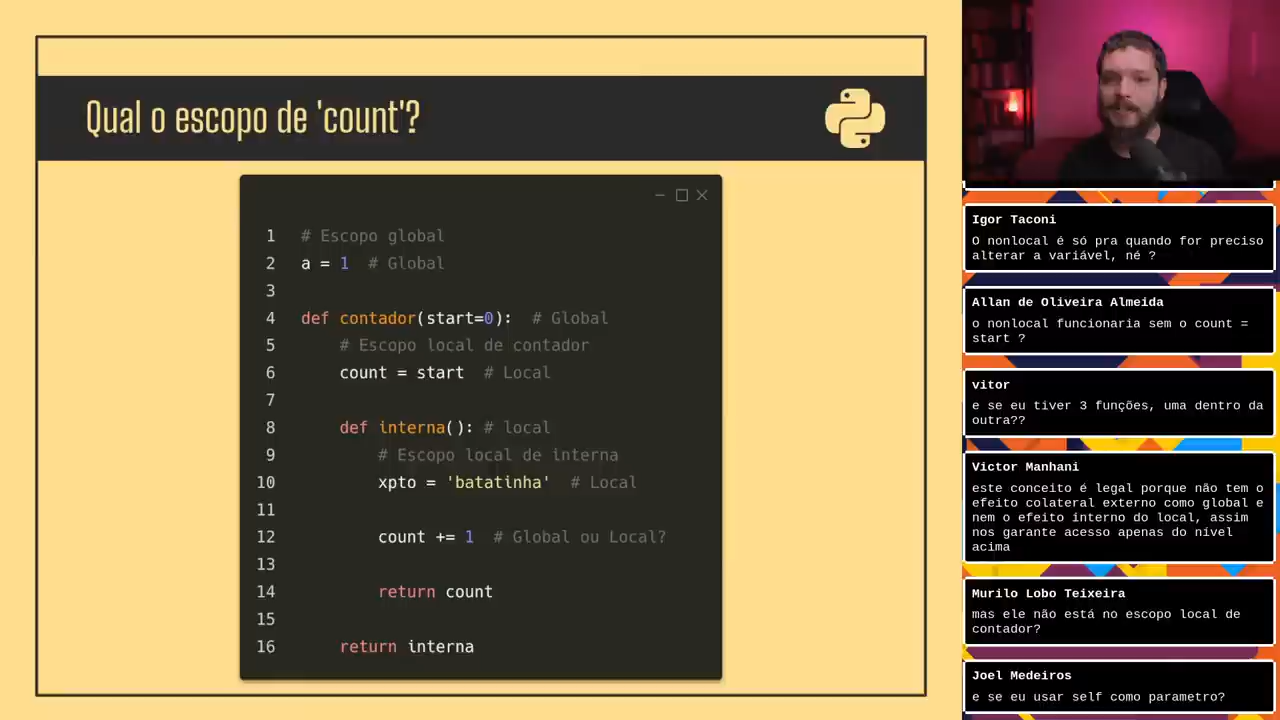 Qual o escopo de 'count'?
1 # Escopo global
2 a = 1 # Global
3
4 def contador(start=0): # Global
5 # Escopo local de contador
6 count = start # Local
7
8 def interna(): # local
9 # Escopo local de interna
10 xpto = 'batatinha' # Local
11
12 count += 1 # Global ou Local?
13
14 return count
15
16 return interna
Igor Taconi
O nonlocal é só pra quando for preciso
alterar a variável, né ?
Allan de Oliveira Almeida
o nonlocal funcionaria sem o count =
start ?
vitor
e se eu tiver 3 funções, uma dentro da
outra??
Victor Manhani
este conceito é legal porque não tem o
efeito colateral externo como global e
nem o efeito interno do local, assim
nos garante acesso apenas do nível
acima
Murilo Lobo Teixeira
mas ele não está no escopo local de
contador?
Joel Medeiros
e se eu usar self como parametro?